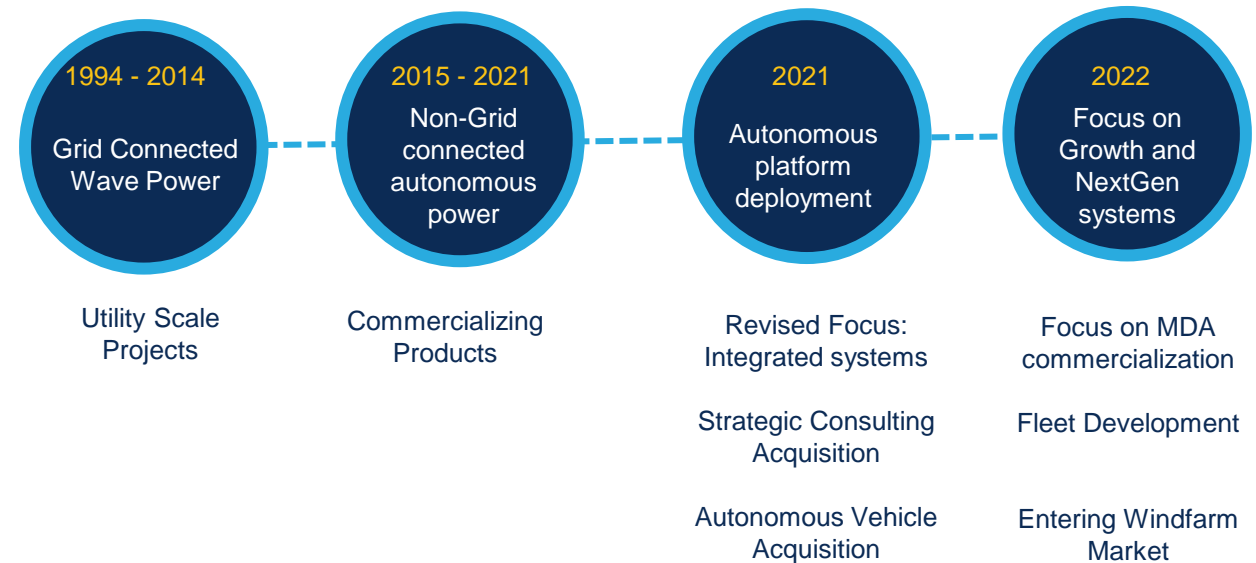 1994 - 2014
Grid Connected
Wave Power
Utility Scale
Projects
2015 - 2021
Non-Grid
connected
autonomous
power
Commercializing
Products
2021
Autonomous
platform
deployment
Revised Focus:
Integrated systems
Strategic Consulting
Acquisition
Autonomous Vehicle
Acquisition
2022
Focus on
Growth and
NextGen
systems
Focus on MDA
commercialization
Fleet Development
Entering Windfarm
Market